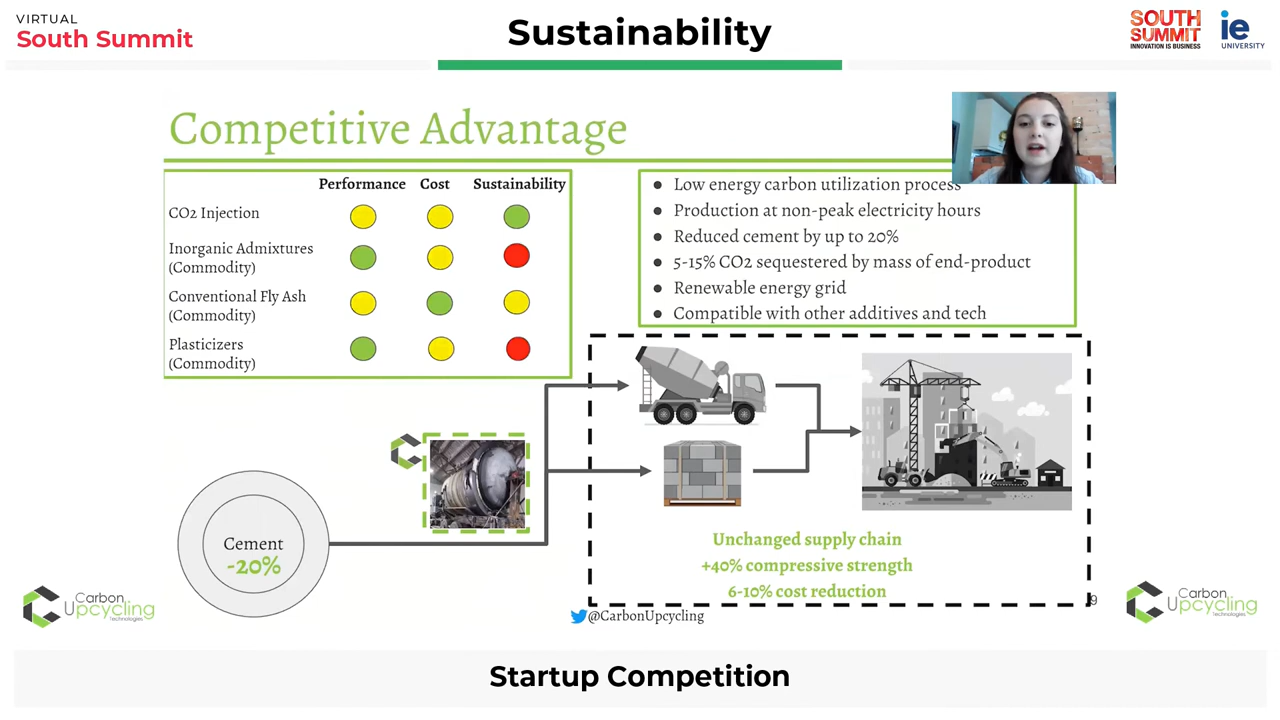 VIRTUAL
South Summit
Sustainability
SOUTH
SUMMIT
INNOVATION IS BUSINESS
ie
UNIVERSITY
Competitive Advantage
Performance Cost Sustainability
CO2 Injection
Inorganic Admixtures
(Commodity)
Conventional Fly Ash
(Commodity)
Plasticizers
(Commodity)
● Low energy carbon utilization process
● Production at non-peak electricity hours
● Reduced cement by up to 20%
● 5-15% CO2 sequestered by mass of end-product
● Renewable energy grid
● Compatible with other additives and tech
Cement
-20%
Unchanged supply chain
+40% compressive strength
6-10% cost reduction
@CarbonUpcycling
9
Carbon
Upcycling
Technologies
Carbon
Upcycling
Technologies
Startup Competition